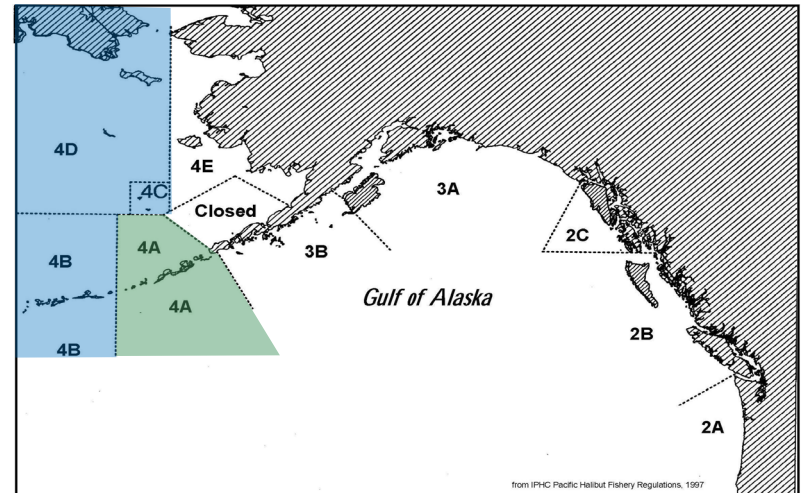 4D
4E
4C
3A
Closed
2C
4B
4A
3B
4A
Gulf of Alaska
2B
4B
2A
from IPHC Pacific Halibut Fishery Regulations, 1997